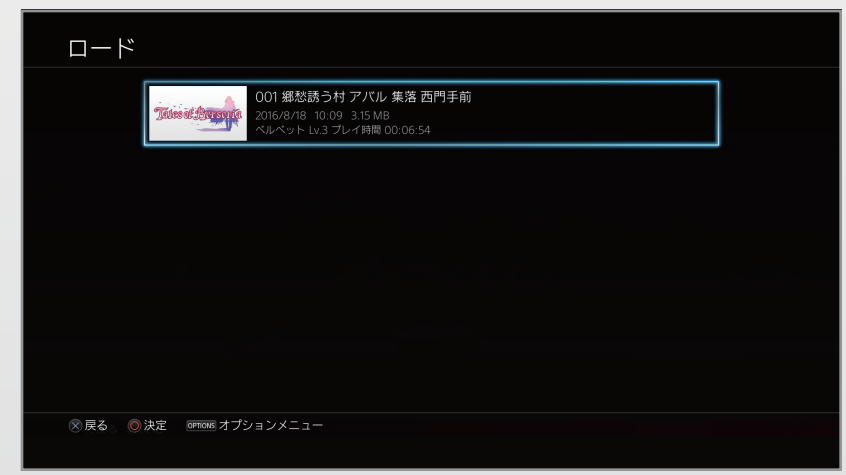 ロード
001 郷愁誘う村 アバル 集落 西門手前
Tales of Berseria
2016/8/18 10:09 3.15 MB
ベルベット Lv.3 プレイ時間 00:06:54
戻る 決定 OPTIONS オプションメニュー